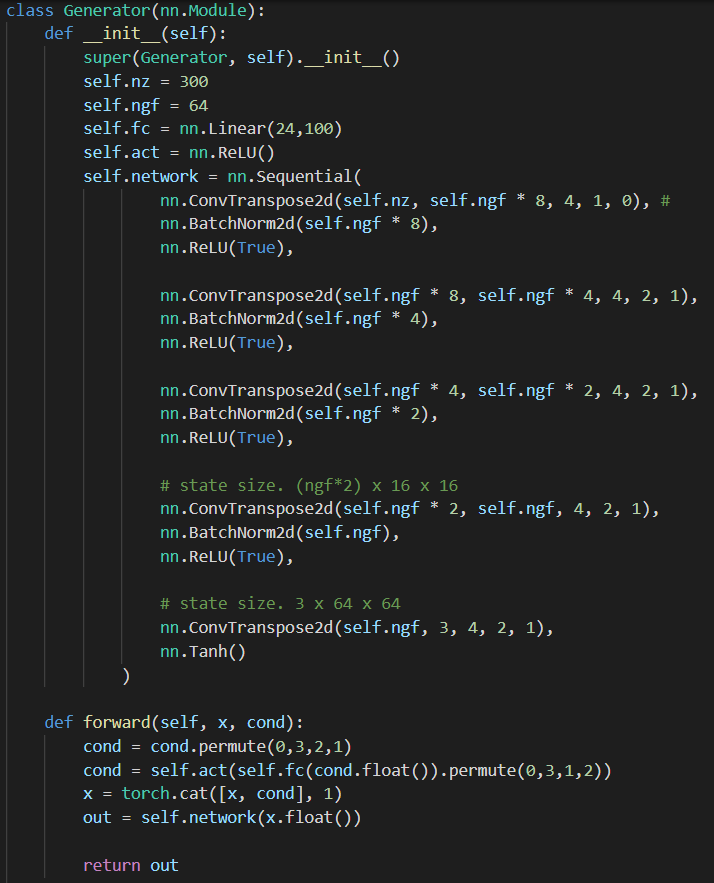 class Generator(nn.Module):
    def __init__(self):
        super(Generator, self).__init__()
        self.nz = 300
        self.ngf = 64
        self.fc = nn.Linear(24,100)
        self.act = nn.ReLU()
        self.network = nn.Sequential(
                nn.ConvTranspose2d(self.nz, self.ngf * 8, 4, 1, 0), #
                nn.BatchNorm2d(self.ngf * 8),
                nn.ReLU(True),

                nn.ConvTranspose2d(self.ngf * 8, self.ngf * 4, 4, 2, 1),
                nn.BatchNorm2d(self.ngf * 4),
                nn.ReLU(True),

                nn.ConvTranspose2d(self.ngf * 4, self.ngf * 2, 4, 2, 1),
                nn.BatchNorm2d(self.ngf * 2),
                nn.ReLU(True),

                # state size. (ngf*2) x 16 x 16
                nn.ConvTranspose2d(self.ngf * 2, self.ngf, 4, 2, 1),
                nn.BatchNorm2d(self.ngf),
                nn.ReLU(True),

                # state size. 3 x 64 x 64
                nn.ConvTranspose2d(self.ngf, 3, 4, 2, 1),
                nn.Tanh()
            )

    def forward(self, x, cond):
        cond = cond.permute(0,3,2,1)
        cond = self.act(self.fc(cond.float()).permute(0,3,1,2))
        x = torch.cat([x, cond], 1)
        out = self.network(x.float())

        return out